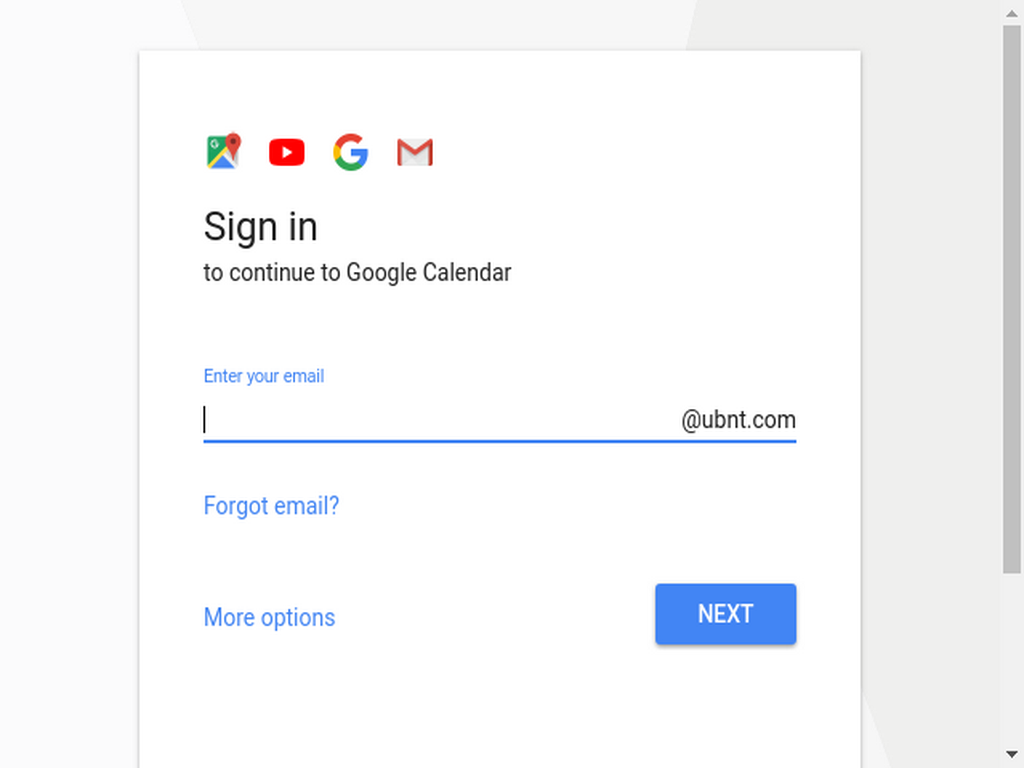 Sign in
to continue to Google Calendar
Enter your email
@ubnt.com
Forgot email?
More options
NEXT